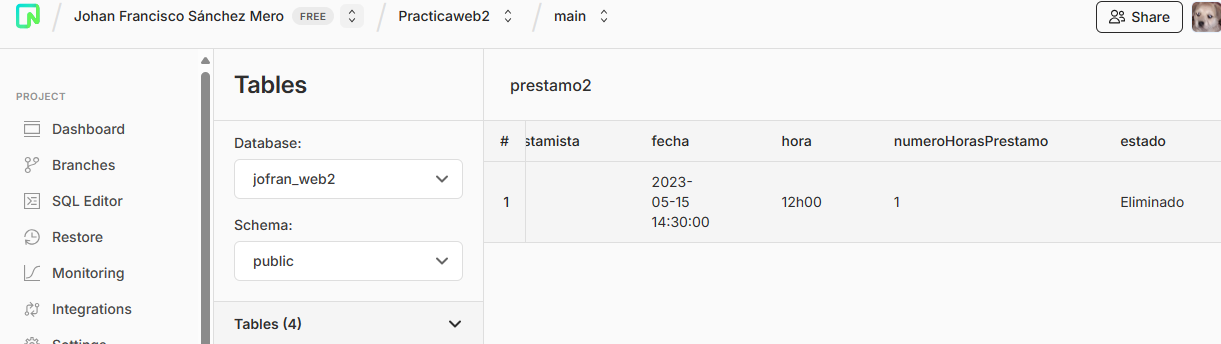 Johan Francisco Sánchez Mero FREE Practicaweb2 main Share
PROJECT
Dashboard
Branches
SQL Editor
Restore
Monitoring
Integrations
Settings
Tables
Database:
jofran_web2
Schema:
public
Tables (4)
prestamo2
# stamista fecha hora numeroHorasPrestamo estado
1 2023-05-15 14:30:00 12h00 1 Eliminado